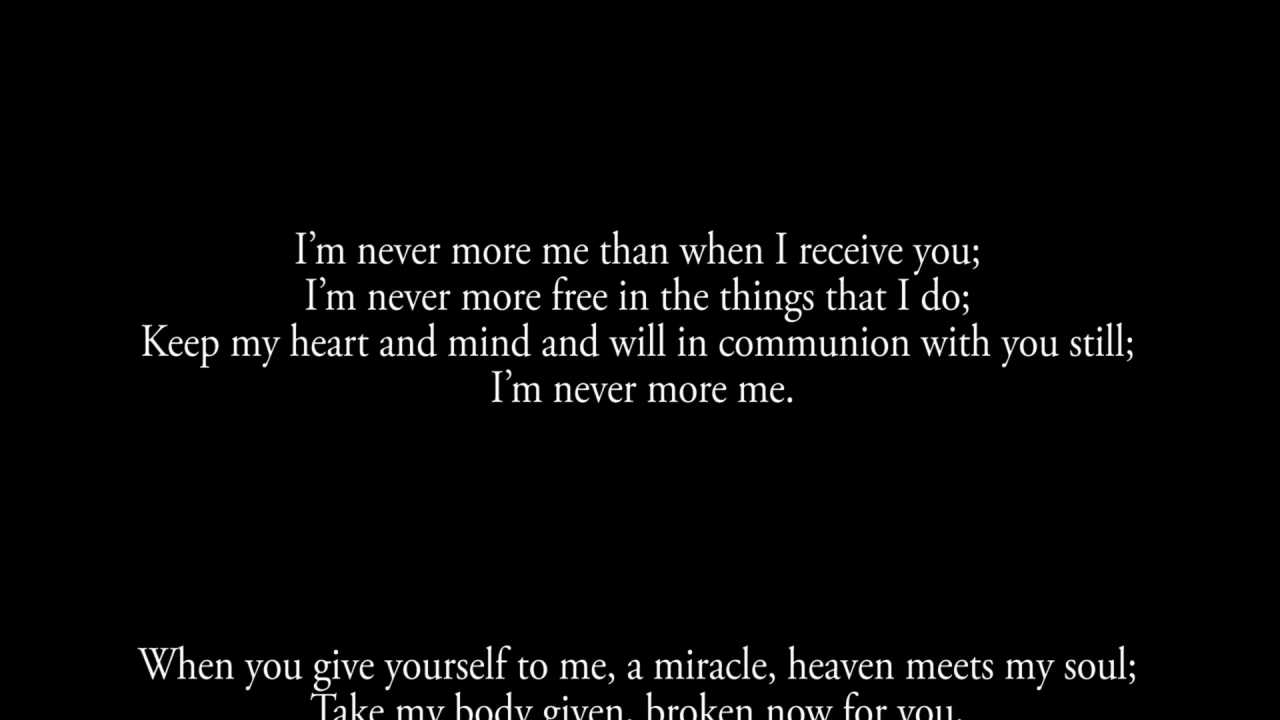 I’m never more me than when I receive you;
I’m never more free in the things that I do;
Keep my heart and mind and will in communion with you still;
I’m never more me.
When you give yourself to me, a miracle, heaven meets my soul;
Take my body given, broken now for you,